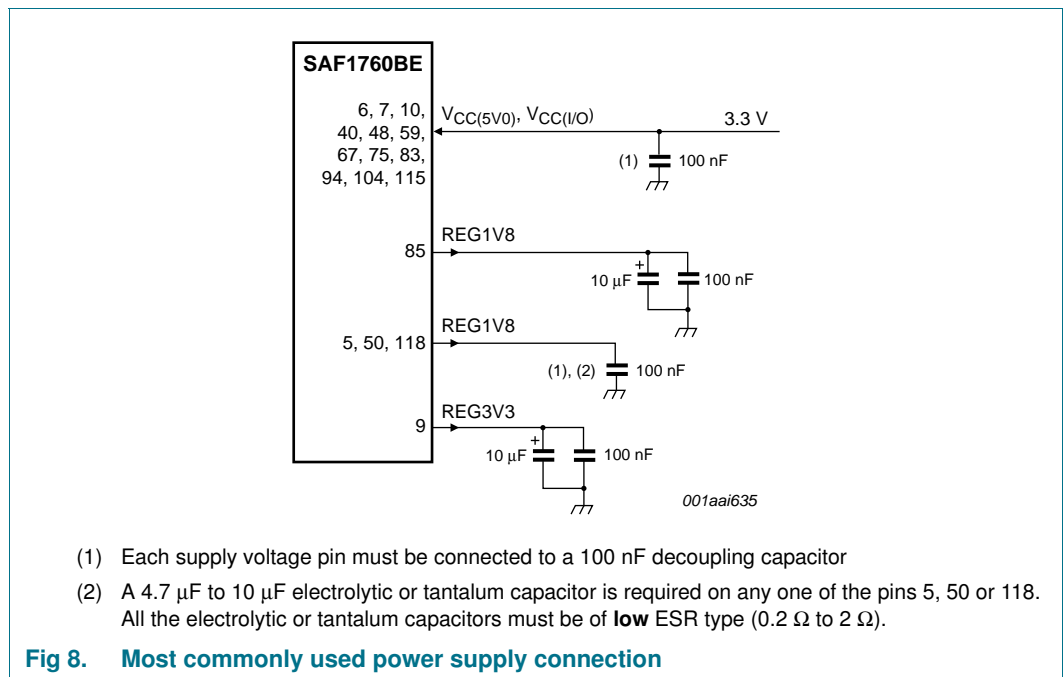 SAF1760BE
6, 7, 10,
40, 48, 59,
67, 75, 83,
94, 104, 115
VCC(5V0), VCC(I/O)
3.3 V
(1)
100 nF
85
REG1V8
+
10 μF
100 nF
5, 50, 118
REG1V8
(1), (2)
100 nF
9
REG3V3
+
10 μF
100 nF
001aai635
(1) Each supply voltage pin must be connected to a 100 nF decoupling capacitor
(2) A 4.7 μF to 10 μF electrolytic or tantalum capacitor is required on any one of the pins 5, 50 or 118.
All the electrolytic or tantalum capacitors must be of low ESR type (0.2 Ω to 2 Ω).
Fig 8. Most commonly used power supply connection